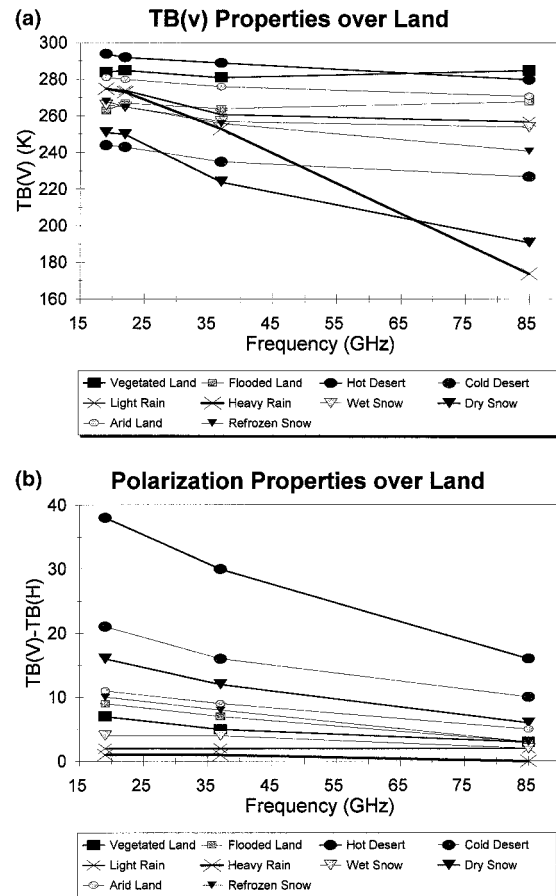 (a)
TB(v) Properties over Land
300
280
260
240
220
200
180
160
TB(V) (K)
15 25 35 45 55 65 75 85
Frequency (GHz)
Vegetated Land Flooded Land Hot Desert Cold Desert
Light Rain Heavy Rain Wet Snow Dry Snow
Arid Land Refrozen Snow
(b)
Polarization Properties over Land
40
30
20
10
0
TB(V)-TB(H)
15 25 35 45 55 65 75 85
Frequency (GHz)
Vegetated Land Flooded Land Hot Desert Cold Desert
Light Rain Heavy Rain Wet Snow Dry Snow
Arid Land Refrozen Snow